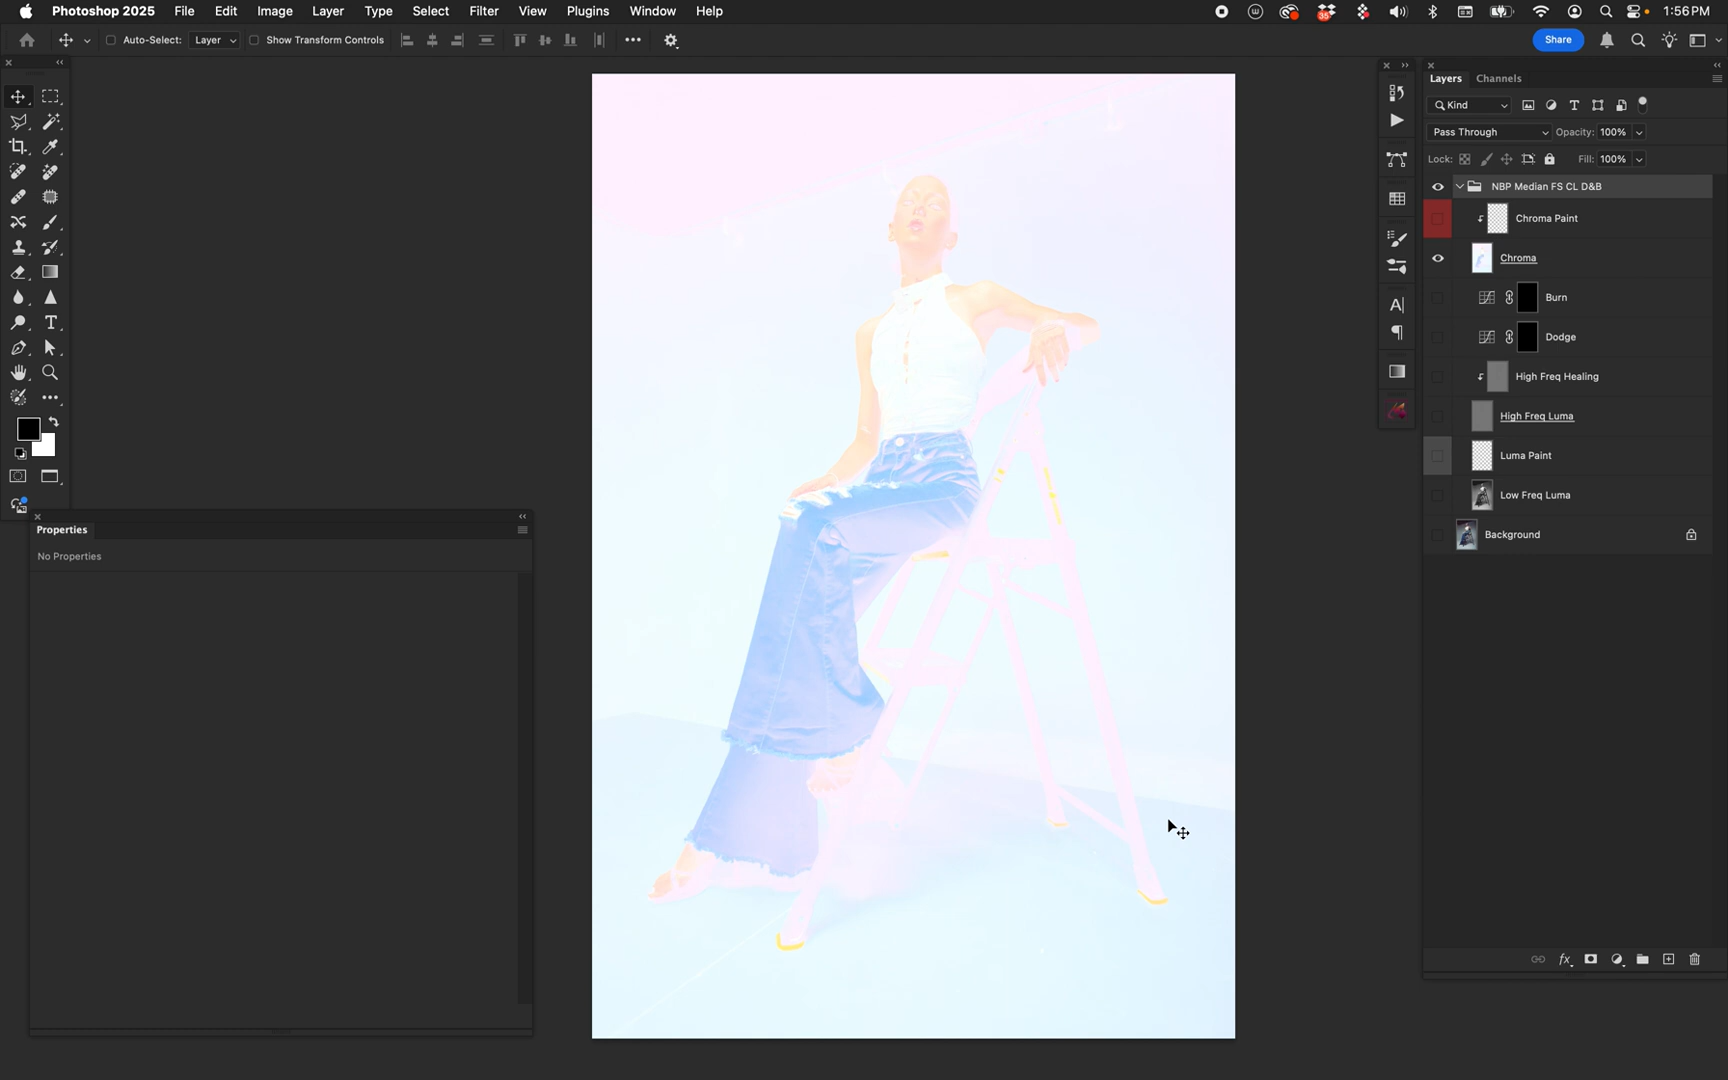 Photoshop 2025 File Edit Image Layer Type Select Filter View Plugins Window Help
35
1:56 PM
Auto-Select: Layer Show Transform Controls
Share
Layers Channels
Kind
Pass Through Opacity: 100%
Lock: Fill: 100%
NBP Median FS CL D&B
Chroma Paint
Chroma
Burn
Dodge
High Freq Healing
High Freq Luma
Luma Paint
Low Freq Luma
Background
Properties
No Properties